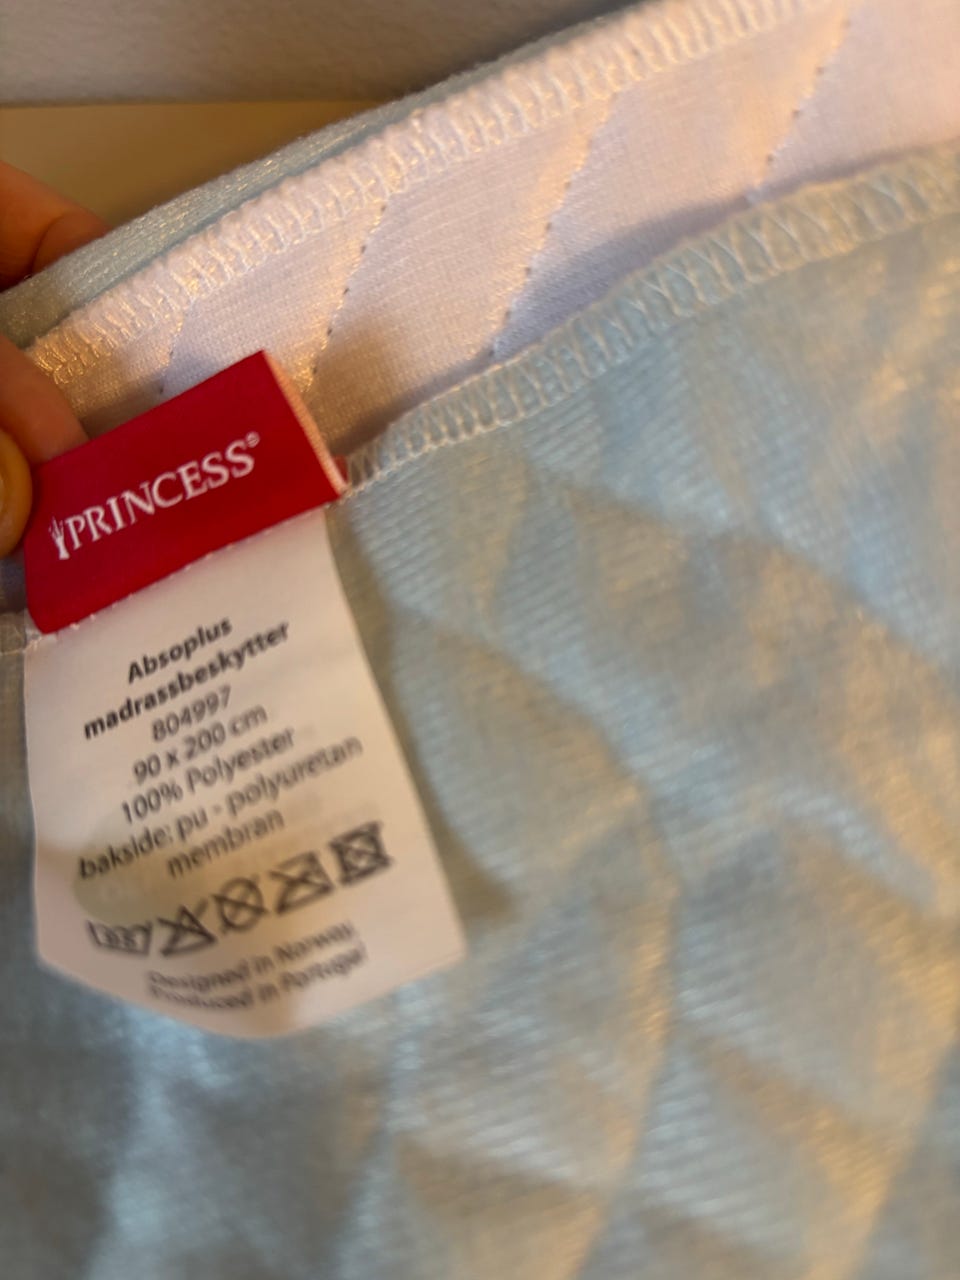 PRINCESS®
Absoplus
madrassbeskytter
804997
90 x 200 cm
100% Polyester
bakside: pu - polyuretan
membran
Designed in Norway
Produced in Portugal